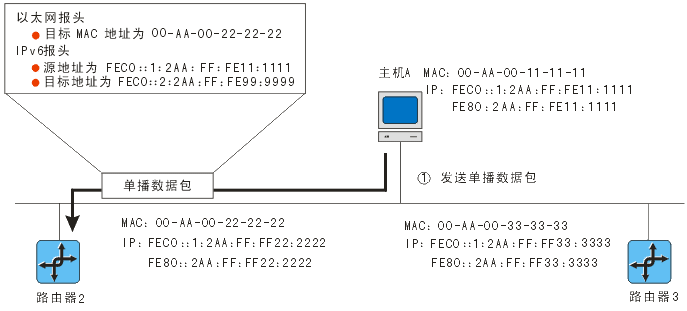 以太网报头
目标 MAC 地址为 00-AA-00-22-22-22
IPv6报头
源地址为 FEC0::1:2AA:FF:FE11:1111
目标地址为 FEC0::2:2AA:FF:FE99:9999
主机A MAC: 00-AA-00-11-11-11
IP: FEC0::1:2AA:FF:FE11:1111
FE80:2AA:FF:FE11:1111
单播数据包
① 发送单播数据包
MAC: 00-AA-00-22-22-22
IP: FEC0::1:2AA:FF:FF22:2222
FE80::2AA:FF:FF22:2222
路由器2
MAC: 00-AA-00-33-33-33
IP: FEC0::1:2AA:FF:FF33:3333
FE80::2AA:FF:FF33:3333
路由器3